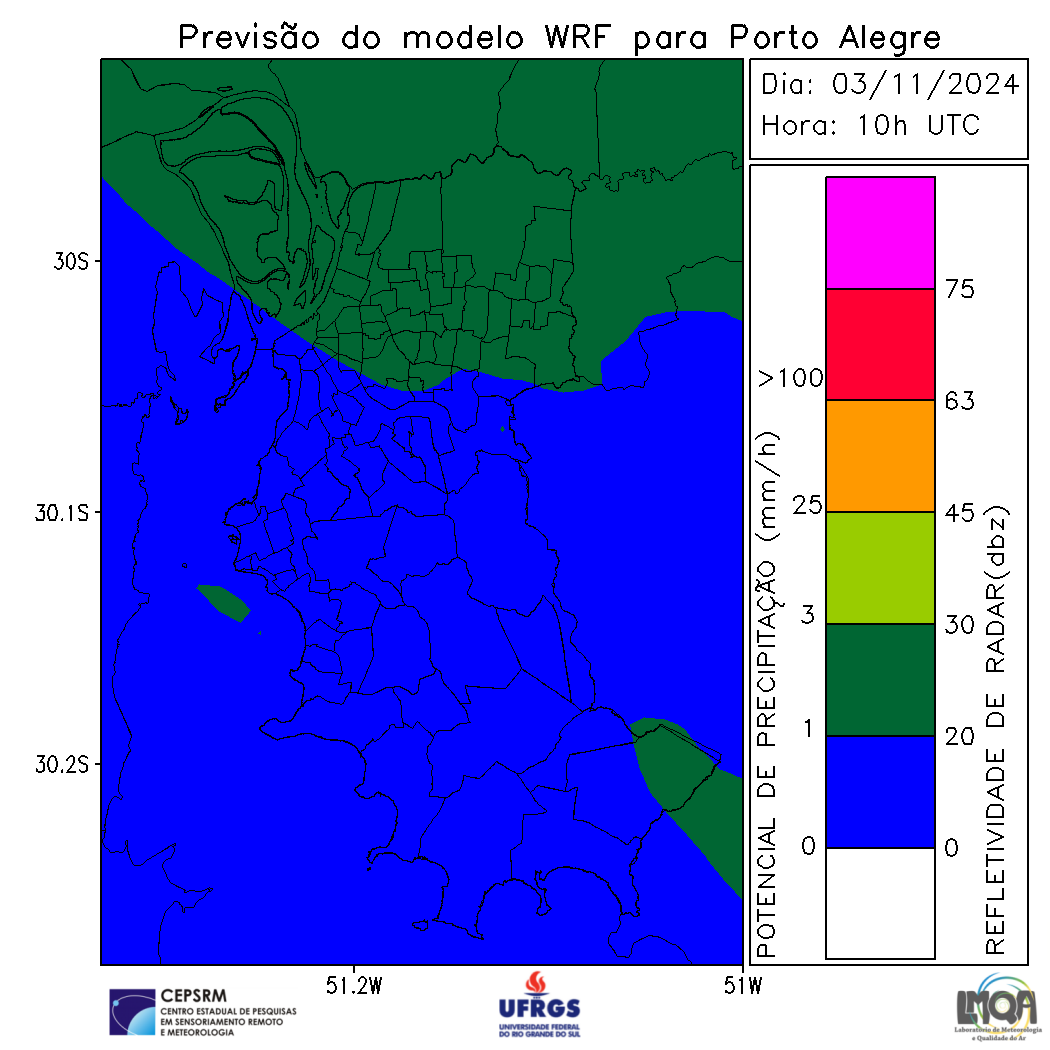 Previsão do modelo WRF para Porto Alegre
Dia: 03/11/2024
Hora: 10h UTC
30S
30.1S
30.2S
51.2W
51W
POTENCIAL DE PRECIPITAÇÃO (mm/h)
>100
25
3
1
0
75
63
45
30
20
0
REFLETIVIDADE DE RADAR(dbz)
CEPSRM
CENTRO ESTADUAL DE PESQUISAS
EM SENSORIAMENTO REMOTO
E METEOROLOGIA
UFRGS
UNIVERSIDADE FEDERAL
DO RIO GRANDE DO SUL
LMQA
Laboratório de Meteorologia
e Qualidade do Ar